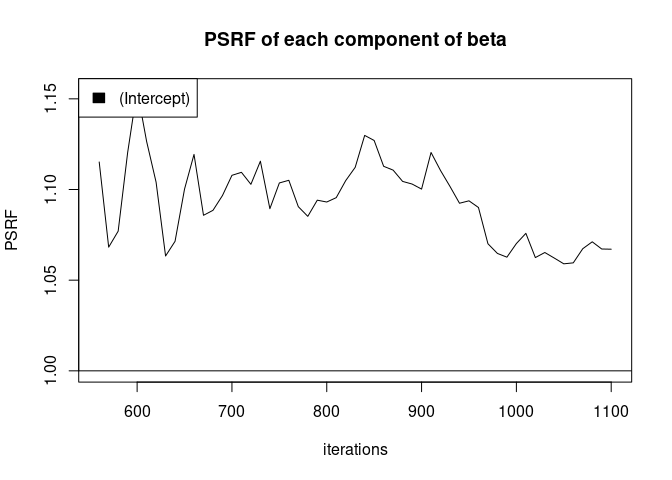 PSRF of each component of beta
(Intercept)
PSRF
1.15
1.10
1.05
1.00
600 700 800 900 1000 1100
iterations